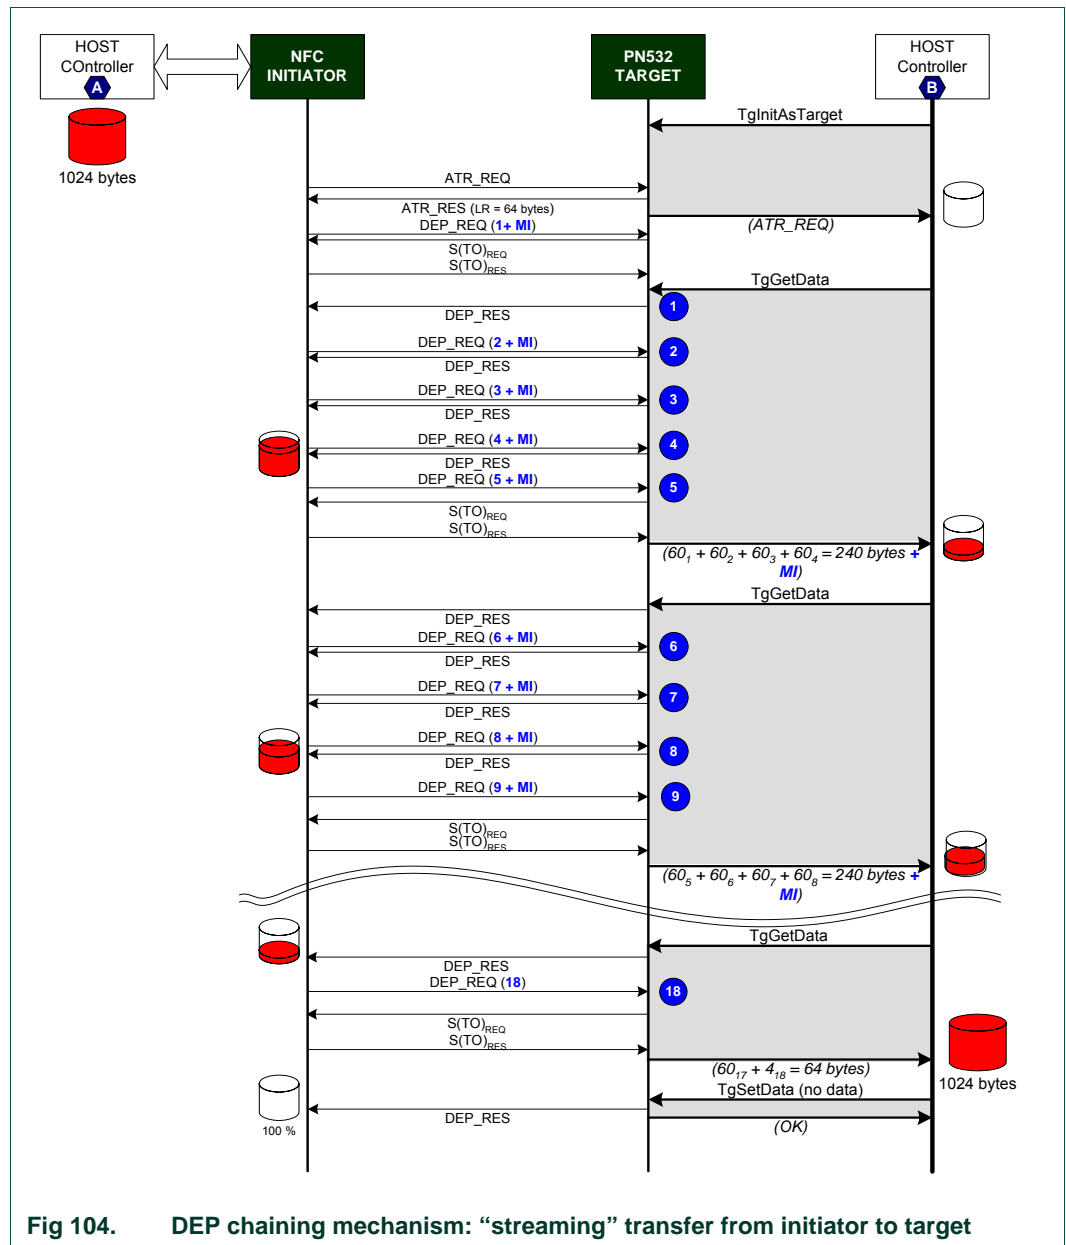 HOST
COntroller
A
NFC
INITIATOR
PN532
TARGET
HOST
Controller
B
1024 bytes
TgInitAsTarget
ATR_REQ
ATR_RES (LR = 64 bytes)
(ATR_REQ)
DEP_REQ (1+ MI)
S(TO)REQ
S(TO)RES
TgGetData
1
DEP_RES
DEP_REQ (2 + MI)
2
DEP_RES
DEP_REQ (3 + MI)
3
DEP_RES
DEP_REQ (4 + MI)
4
DEP_RES
DEP_REQ (5 + MI)
5
S(TO)REQ
S(TO)RES
(60₁ + 60₂ + 60₃ + 60₄ = 240 bytes +
MI)
TgGetData
DEP_RES
DEP_REQ (6 + MI)
6
DEP_RES
DEP_REQ (7 + MI)
7
DEP_RES
DEP_REQ (8 + MI)
8
DEP_RES
DEP_REQ (9 + MI)
9
S(TO)REQ
S(TO)RES
(60₅ + 60₆ + 60₇ + 60₈ = 240 bytes +
MI)
TgGetData
DEP_RES
DEP_REQ (18)
18
S(TO)REQ
S(TO)RES
(60₁₇ + 4₁₈ = 64 bytes)
1024 bytes
TgSetData (no data)
DEP_RES
(OK)
100 %
Fig 104. DEP chaining mechanism: “streaming” transfer from initiator to target